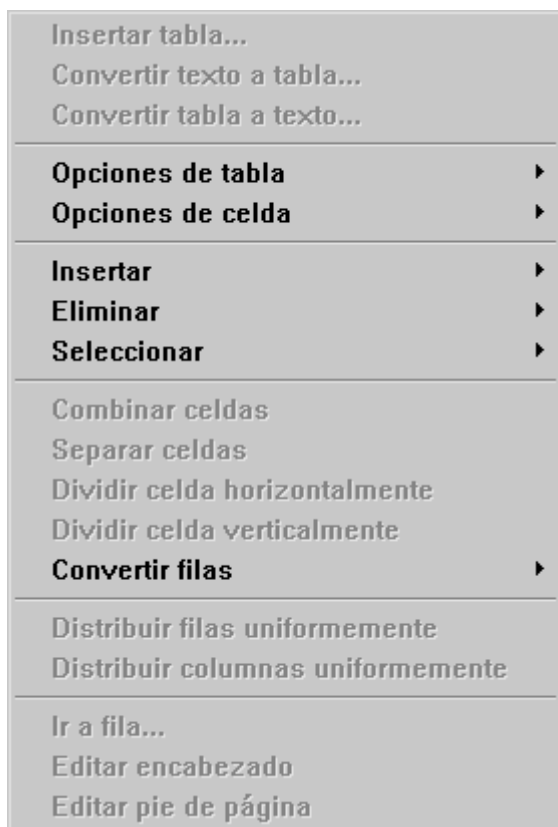 Insertar tabla...
Convertir texto a tabla...
Convertir tabla a texto...
Opciones de tabla
Opciones de celda
Insertar
Eliminar
Seleccionar
Combinar celdas
Separar celdas
Dividir celda horizontalmente
Dividir celda verticalmente
Convertir filas
Distribuir filas uniformemente
Distribuir columnas uniformemente
Ir a fila...
Editar encabezado
Editar pie de página